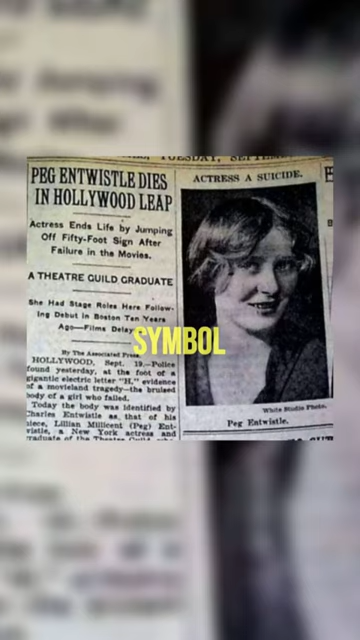 TUESDAY,
PEG ENTWISTLE DIES
IN HOLLYWOOD LEAP
Actress Ends Life by Jumping
Off Fifty-Foot Sign After
Failure in the Movies.
A THEATRE GUILD GRADUATE
She Had Stage Roles Here Follow-
ing Debut in Boston Ten Years
Ago—Films Delay
By The Associated Press
HOLLYWOOD, Sept. 19.—Police
found yesterday, at the foot of a
gigantic electric letter "H," evidence
of a movieland tragedy—the bruised
body of a girl who failed.
Today the body was identified by
Charles Entwistle as that of his
niece, Lillian Millicent (Peg) Ent-
wistle, a New York actress and
graduate of the Theatre Guild
ACTRESS A SUICIDE.
White Studio Photo.
Peg Entwistle.
SYMBOL